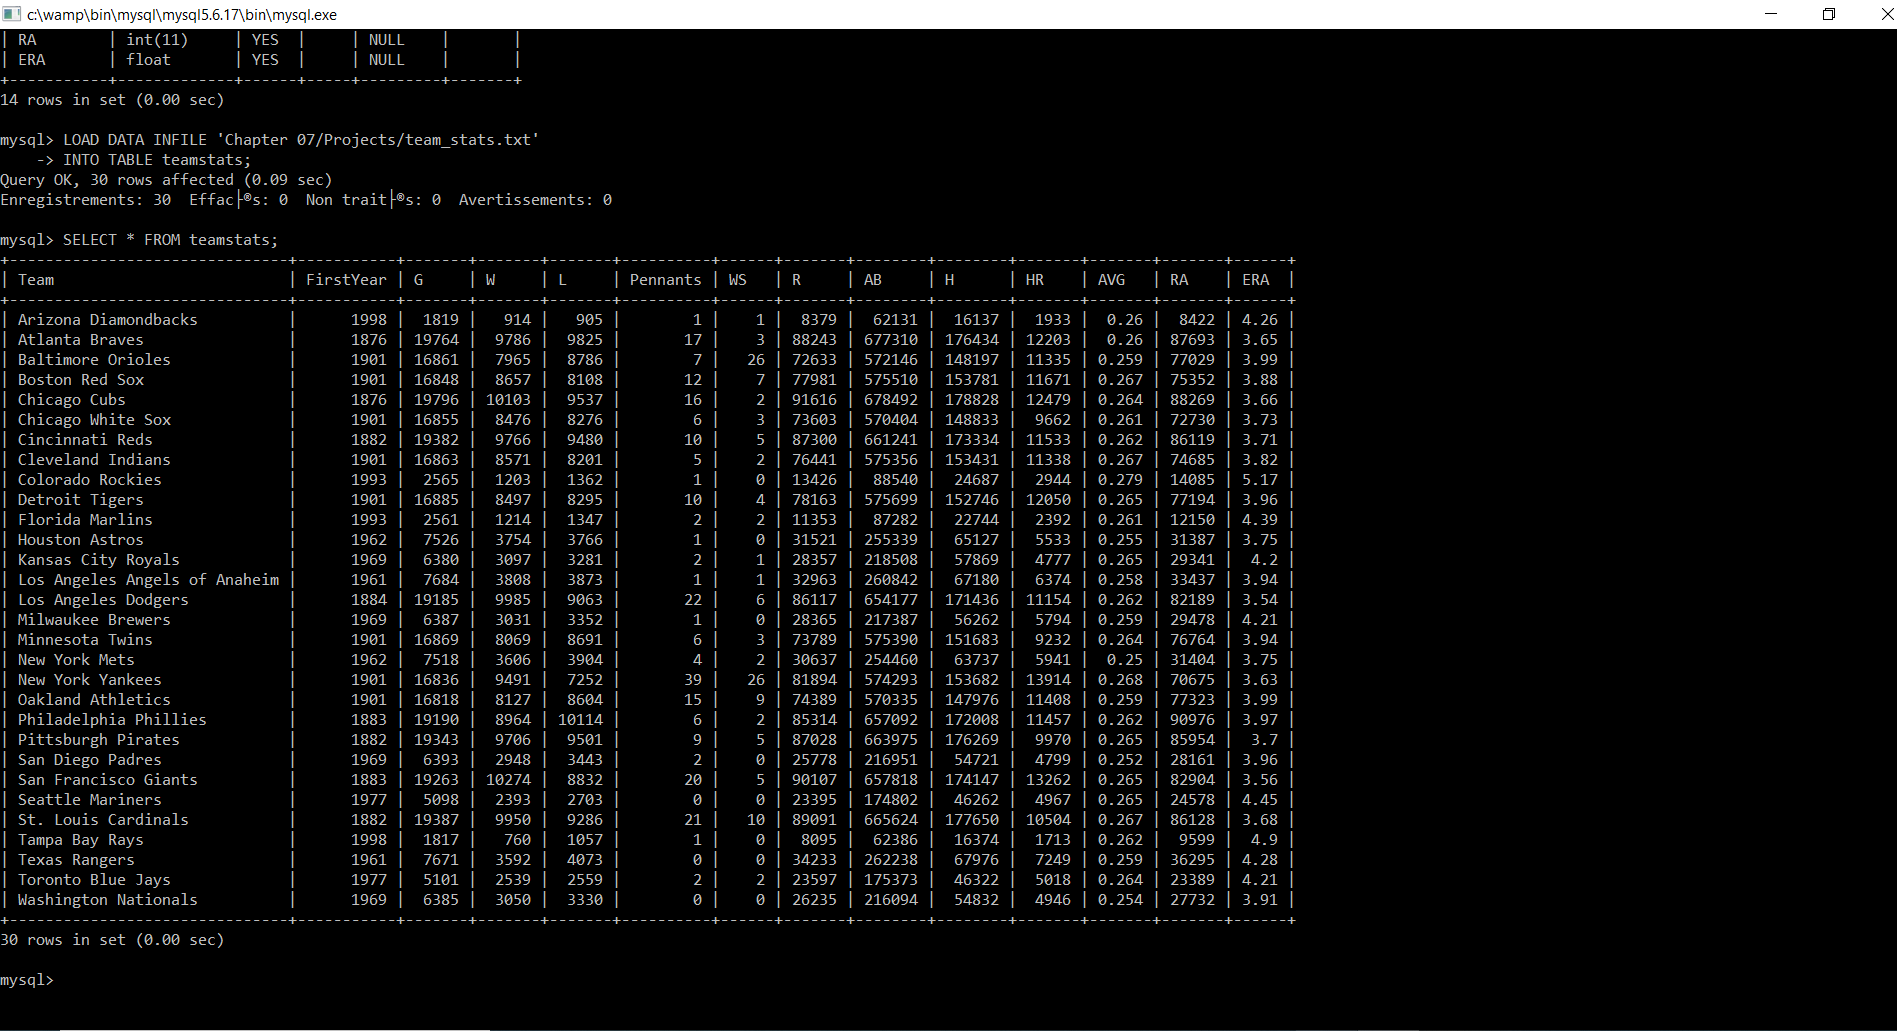 c:\wamp\bin\mysql\mysql5.6.17\bin\mysql.exe
| RA        | int(11)     | YES  |     | NULL    |       |
| ERA       | float       | YES  |     | NULL    |       |
+-----------+-------------+------+-----+---------+-------+
14 rows in set (0.00 sec)
mysql> LOAD DATA INFILE 'Chapter 07/Projects/team_stats.txt'
    -> INTO TABLE teamstats;
Query OK, 30 rows affected (0.09 sec)
Enregistrements: 30  Effac├®s: 0  Non trait├®s: 0  Avertissements: 0
mysql> SELECT * FROM teamstats;
+-------------------------------+-----------+-------+-------+-------+----------+------+-------+--------+--------+-------+-------+-------+------+
| Team                          | FirstYear | G     | W     | L     | Pennants | WS   | R     | AB     | H      | HR    | AVG   | RA    | ERA  |
+-------------------------------+-----------+-------+-------+-------+----------+------+-------+--------+--------+-------+-------+-------+------+
| Arizona Diamondbacks          |      1998 |  1819 |   914 |   905 |        1 |    1 |  8379 |  62131 |  16137 |  1933 |  0.26 |  8422 | 4.26 |
| Atlanta Braves                |      1876 | 19764 |  9786 |  9825 |       17 |    3 | 88243 | 677310 | 176434 | 12203 |  0.26 | 87693 | 3.65 |
| Baltimore Orioles             |      1901 | 16861 |  7965 |  8786 |        7 |   26 | 72633 | 572146 | 148197 | 11335 | 0.259 | 77029 | 3.99 |
| Boston Red Sox                |      1901 | 16848 |  8657 |  8108 |       12 |    7 | 77981 | 575510 | 153781 | 11671 | 0.267 | 75352 | 3.88 |
| Chicago Cubs                  |      1876 | 19796 | 10103 |  9537 |       16 |    2 | 91616 | 678492 | 178828 | 12479 | 0.264 | 88269 | 3.66 |
| Chicago White Sox             |      1901 | 16855 |  8476 |  8276 |        6 |    3 | 73603 | 570404 | 148833 |  9662 | 0.261 | 72730 | 3.73 |
| Cincinnati Reds               |      1882 | 19382 |  9766 |  9480 |       10 |    5 | 87300 | 661241 | 173334 | 11533 | 0.262 | 86119 | 3.71 |
| Cleveland Indians             |      1901 | 16863 |  8571 |  8201 |        5 |    2 | 76441 | 575356 | 153431 | 11338 | 0.267 | 74685 | 3.82 |
| Colorado Rockies              |      1993 |  2565 |  1203 |  1362 |        1 |    0 | 13426 |  88540 |  24687 |  2944 | 0.279 | 14085 | 5.17 |
| Detroit Tigers                |      1901 | 16885 |  8497 |  8295 |       10 |    4 | 78163 | 575699 | 152746 | 12050 | 0.265 | 77194 | 3.96 |
| Florida Marlins               |      1993 |  2561 |  1214 |  1347 |        2 |    2 | 11353 |  87282 |  22744 |  2392 | 0.261 | 12150 | 4.39 |
| Houston Astros                |      1962 |  7526 |  3754 |  3766 |        1 |    0 | 31521 | 255339 |  65127 |  5533 | 0.255 | 31387 | 3.75 |
| Kansas City Royals            |      1969 |  6380 |  3097 |  3281 |        2 |    1 | 28357 | 218508 |  57869 |  4777 | 0.265 | 29341 |  4.2 |
| Los Angeles Angels of Anaheim |      1961 |  7684 |  3808 |  3873 |        1 |    1 | 32963 | 260842 |  67180 |  6374 | 0.258 | 33437 | 3.94 |
| Los Angeles Dodgers           |      1884 | 19185 |  9985 |  9063 |       22 |    6 | 86117 | 654177 | 171436 | 11154 | 0.262 | 82189 | 3.54 |
| Milwaukee Brewers             |      1969 |  6387 |  3031 |  3352 |        1 |    0 | 28365 | 217387 |  56262 |  5794 | 0.259 | 29478 | 4.21 |
| Minnesota Twins               |      1901 | 16869 |  8069 |  8691 |        6 |    3 | 73789 | 575390 | 151683 |  9232 | 0.264 | 76764 | 3.94 |
| New York Mets                 |      1962 |  7518 |  3606 |  3904 |        4 |    2 | 30637 | 254460 |  63737 |  5941 |  0.25 | 31404 | 3.75 |
| New York Yankees              |      1901 | 16836 |  9491 |  7252 |       39 |   26 | 81894 | 574293 | 153682 | 13914 | 0.268 | 70675 | 3.63 |
| Oakland Athletics             |      1901 | 16818 |  8127 |  8604 |       15 |    9 | 74389 | 570335 | 147976 | 11408 | 0.259 | 77323 | 3.99 |
| Philadelphia Phillies         |      1883 | 19190 |  8964 | 10114 |        6 |    2 | 85314 | 657092 | 172008 | 11457 | 0.262 | 90976 | 3.97 |
| Pittsburgh Pirates            |      1882 | 19343 |  9706 |  9501 |        9 |    5 | 87028 | 663975 | 176269 |  9970 | 0.265 | 85954 |  3.7 |
| San Diego Padres              |      1969 |  6393 |  2948 |  3443 |        2 |    0 | 25778 | 216951 |  54721 |  4799 | 0.252 | 28161 | 3.96 |
| San Francisco Giants          |      1883 | 19263 | 10274 |  8832 |       20 |    5 | 90107 | 657818 | 174147 | 13262 | 0.265 | 82904 | 3.56 |
| Seattle Mariners              |      1977 |  5098 |  2393 |  2703 |        0 |    0 | 23395 | 174802 |  46262 |  4967 | 0.265 | 24578 | 4.45 |
| St. Louis Cardinals           |      1882 | 19387 |  9950 |  9286 |       21 |   10 | 89091 | 665624 | 177650 | 10504 | 0.267 | 86128 | 3.68 |
| Tampa Bay Rays                |      1998 |  1817 |   760 |  1057 |        1 |    0 |  8095 |  62386 |  16374 |  1713 | 0.262 |  9599 |  4.9 |
| Texas Rangers                 |      1961 |  7671 |  3592 |  4073 |        0 |    0 | 34233 | 262238 |  67976 |  7249 | 0.259 | 36295 | 4.28 |
| Toronto Blue Jays             |      1977 |  5101 |  2539 |  2559 |        2 |    2 | 23597 | 175373 |  46322 |  5018 | 0.264 | 23389 | 4.21 |
| Washington Nationals          |      1969 |  6385 |  3050 |  3330 |        0 |    0 | 26235 | 216094 |  54832 |  4946 | 0.254 | 27732 | 3.91 |
+-------------------------------+-----------+-------+-------+-------+----------+------+-------+--------+--------+-------+-------+-------+------+
30 rows in set (0.00 sec)
mysql>